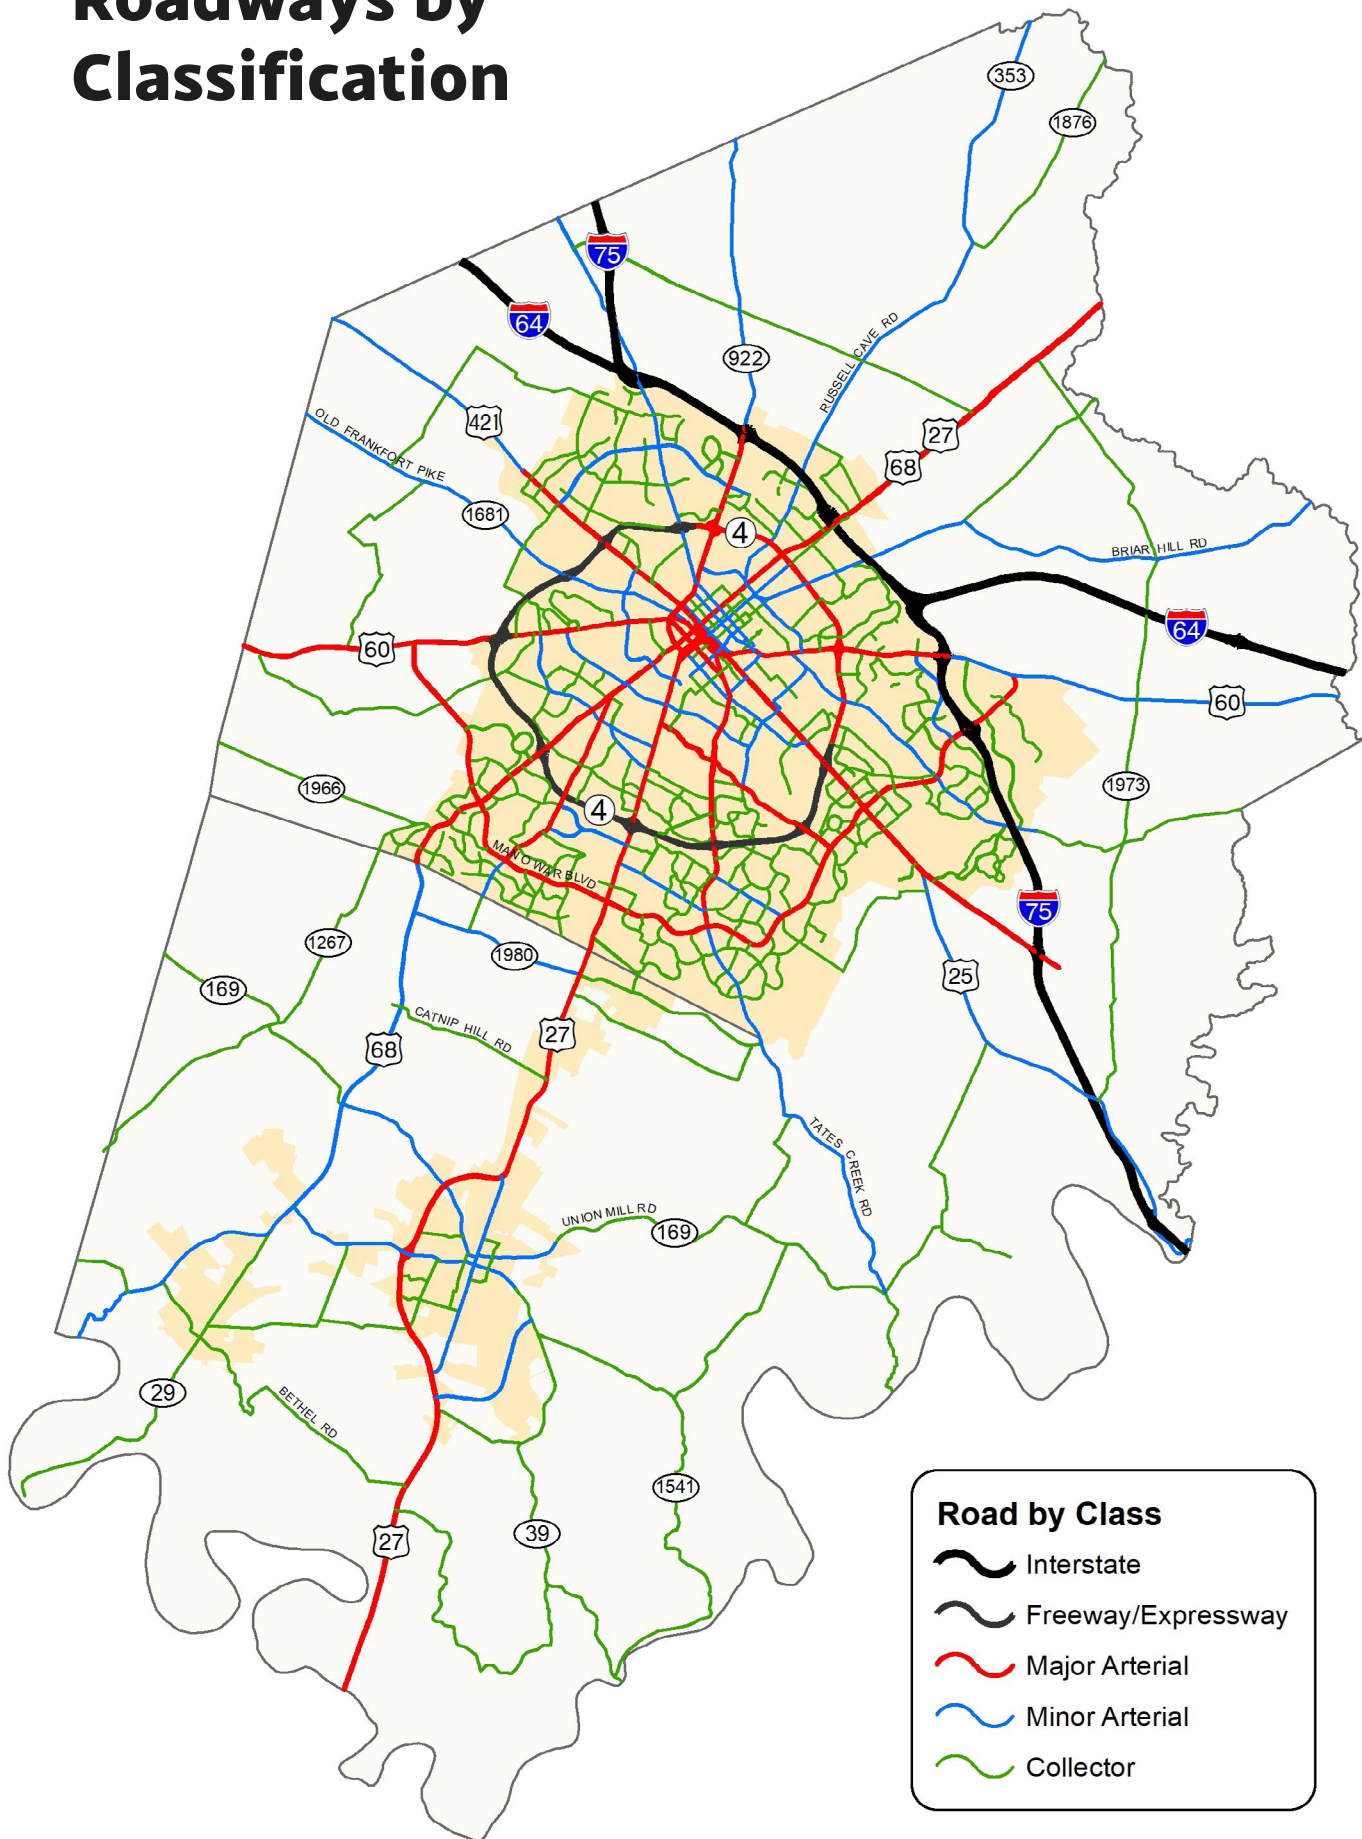 Roadways by
Classification
353
1876
75
64
922
RUSSELL CAVE RD
421
OLD FRANKFORT PIKE
27
68
1681
4
BRIAR HILL RD
64
60
60
1966
1973
4
MAN O WAR BLVD
75
1267
1980
25
169
CATNIP HILL RD
27
68
TATES CREEK RD
UNION MILL RD
169
29
BETHEL RD
1541
39
27
Road by Class
Interstate
Freeway/Expressway
Major Arterial
Minor Arterial
Collector